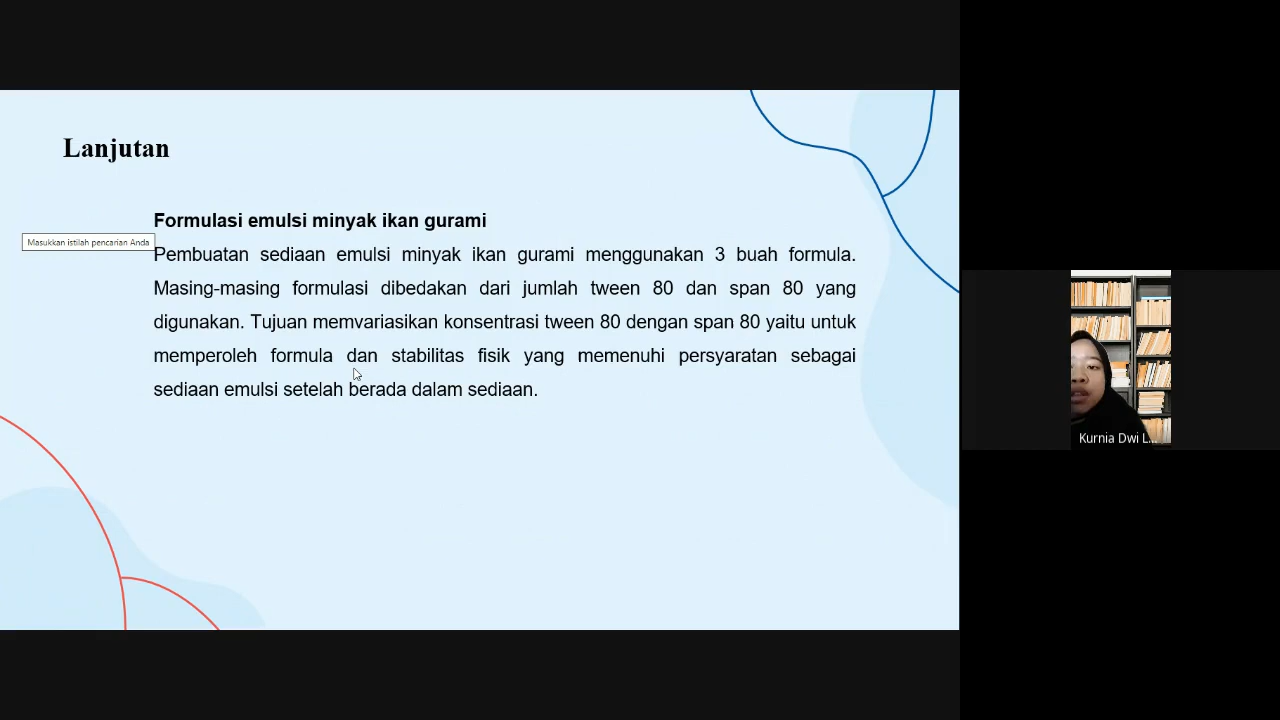 Lanjutan
Formulasi emulsi minyak ikan gurami
Masukkan istilah pencarian Anda
Pembuatan sediaan emulsi minyak ikan gurami menggunakan 3 buah formula.
Masing-masing formulasi dibedakan dari jumlah tween 80 dan span 80 yang
digunakan. Tujuan memvariasikan konsentrasi tween 80 dengan span 80 yaitu untuk
memperoleh formula dan stabilitas fisik yang memenuhi persyaratan sebagai
sediaan emulsi setelah berada dalam sediaan.
Kurnia Dwi L...